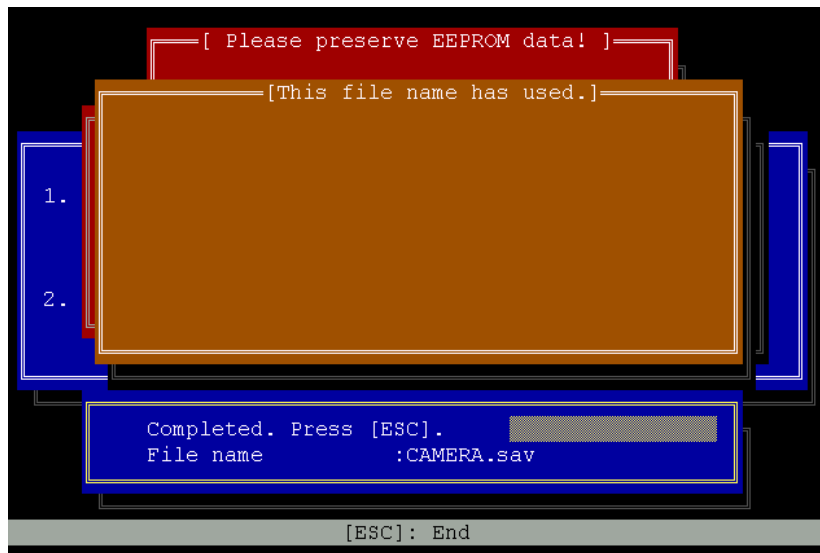 [ Please preserve EEPROM data! ]
[This file name has used.]
1.
2.
Completed. Press [ESC].
File name :CAMERA.sav
[ESC]: End